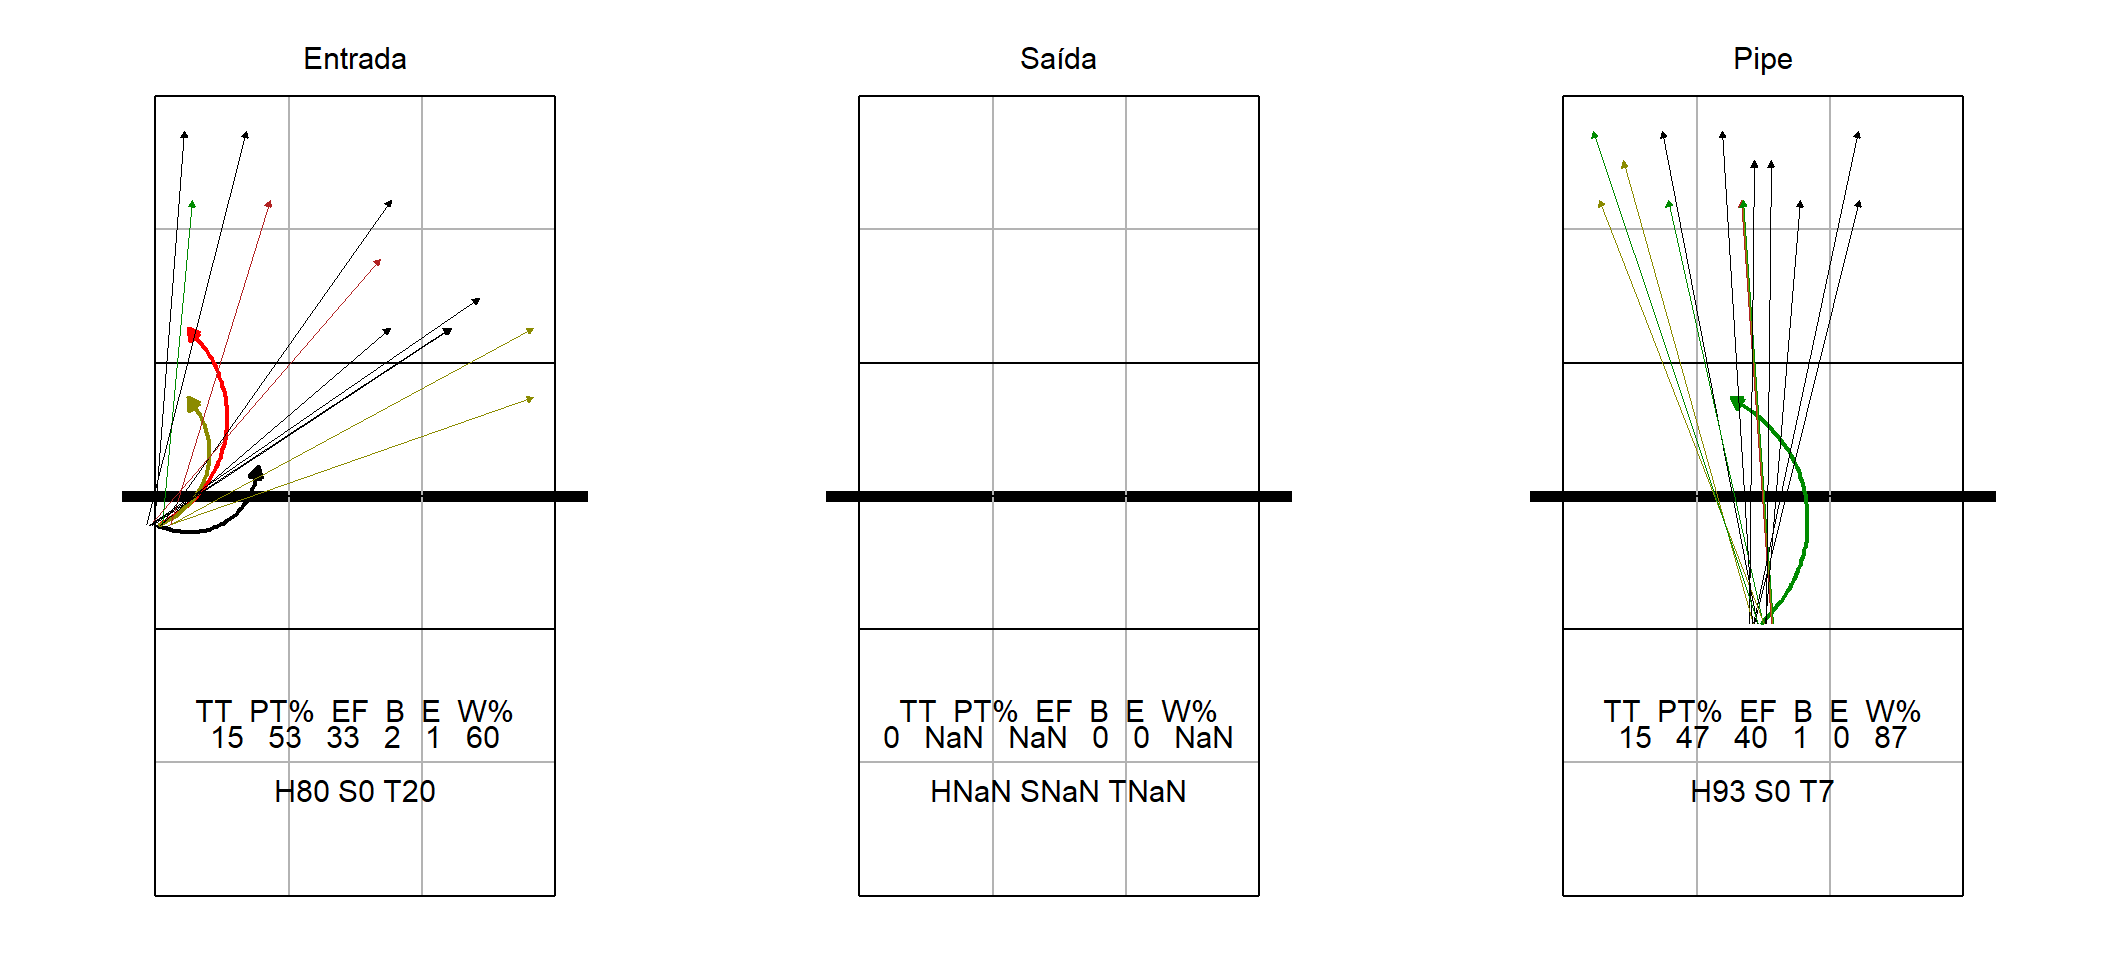 Entrada
TT PT% EF B E W%
15 53 33 2 1 60
H80 S0 T20
Saída
TT PT% EF B E W%
0 NaN NaN 0 0 NaN
HNaN SNaN TNaN
Pipe
TT PT% EF B E W%
15 47 40 1 0 87
H93 S0 T7